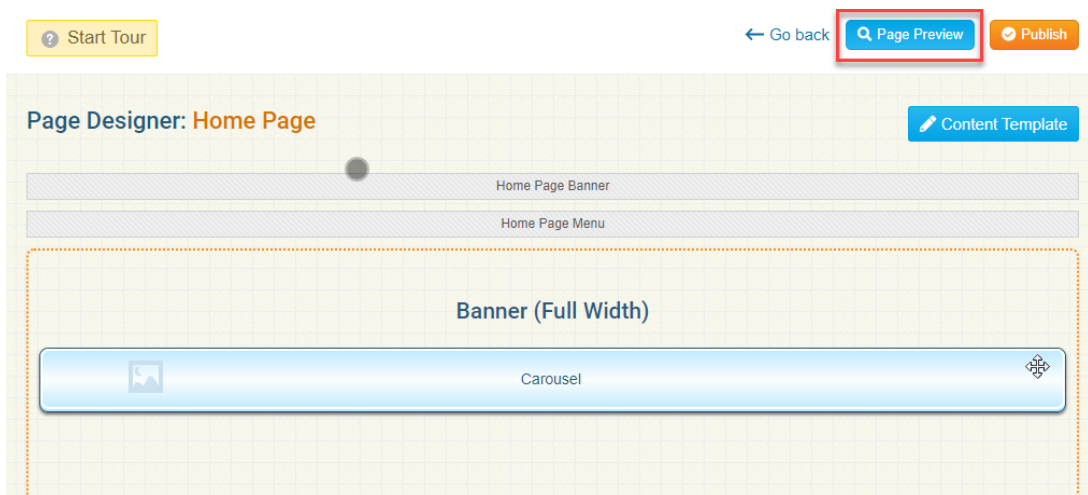 Start Tour
Go back
Page Preview
Publish
Page Designer: Home Page
Content Template
Home Page Banner
Home Page Menu
Banner (Full Width)
Carousel